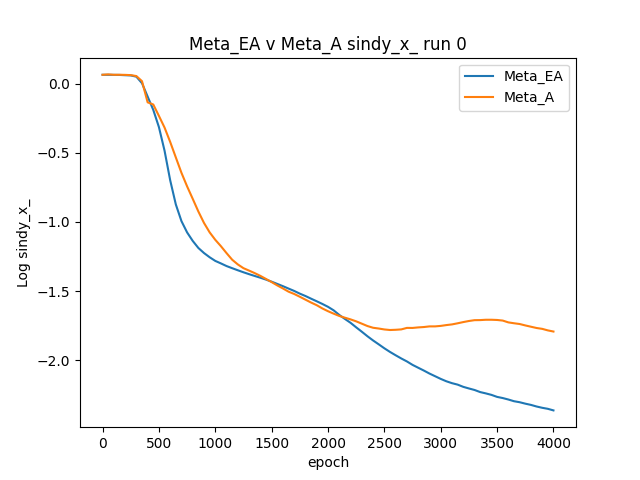 Meta_EA v Meta_A sindy_x_ run 0
Meta_EA
Meta_A
Log sindy_x_
0.0
−0.5
−1.0
−1.5
−2.0
0 500 1000 1500 2000 2500 3000 3500 4000
epoch